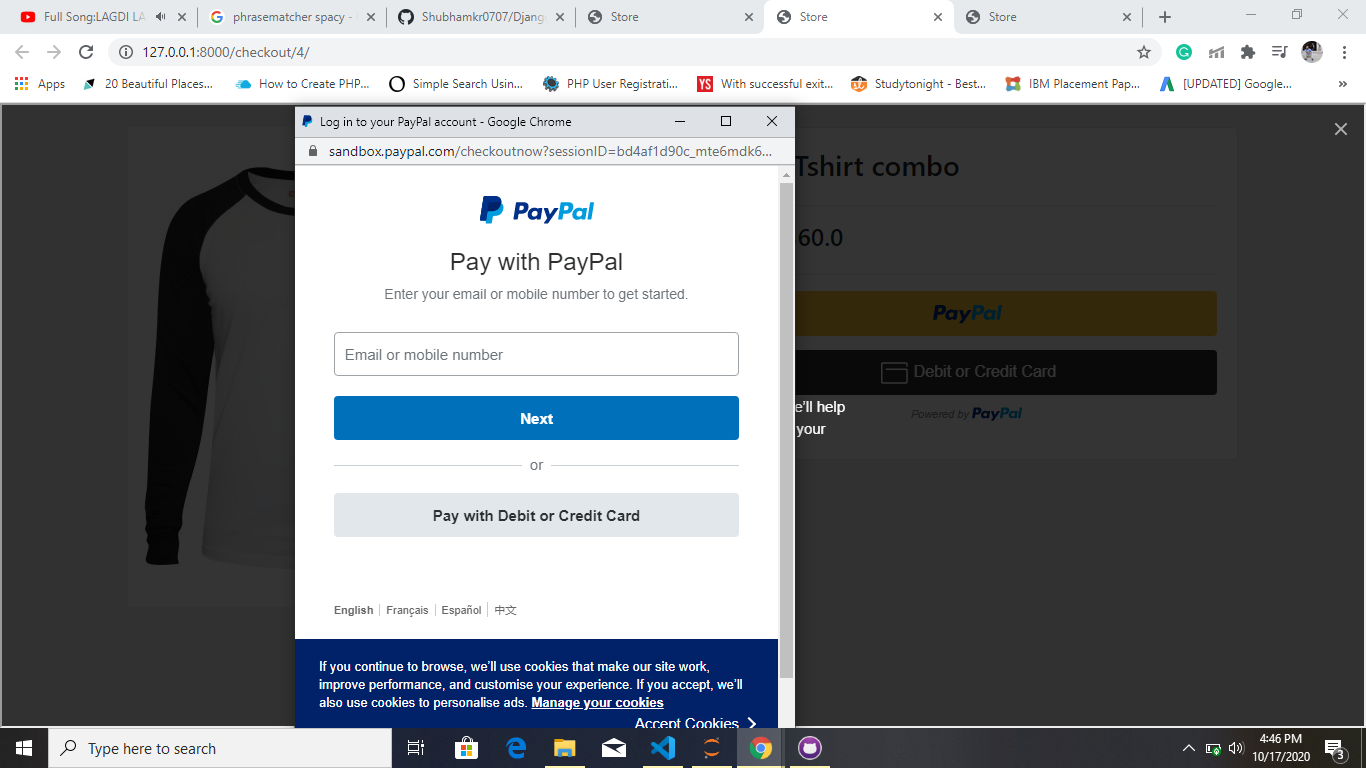 Full Song:LAGDI LA
phrasematcher spacy -
Shubhamkr0707/Djang
Store
Store
Store
127.0.0.1:8000/checkout/4/
Apps
20 Beautiful Places...
How to Create PHP...
Simple Search Usin...
PHP User Registrati...
YS
With successful exit...
Studytonight - Best...
IBM Placement Pap...
[UPDATED] Google...
»
Log in to your PayPal account - Google Chrome
sandbox.paypal.com/checkoutnow?sessionID=bd4af1d90c_mte6mdk6...
PayPal
Pay with PayPal
Enter your email or mobile number to get started.
Email or mobile number
Next
or
Pay with Debit or Credit Card
English
Français
Español
中文
If you continue to browse, we’ll use cookies that make our site work,
improve performance, and customise your experience. If you accept, we’ll
also use cookies to personalise ads. Manage your cookies
Accept Cookies
Tshirt combo
60.0
PayPal
Debit or Credit Card
e’ll help
your
Powered by PayPal
Type here to search
4:46 PM
10/17/2020
3